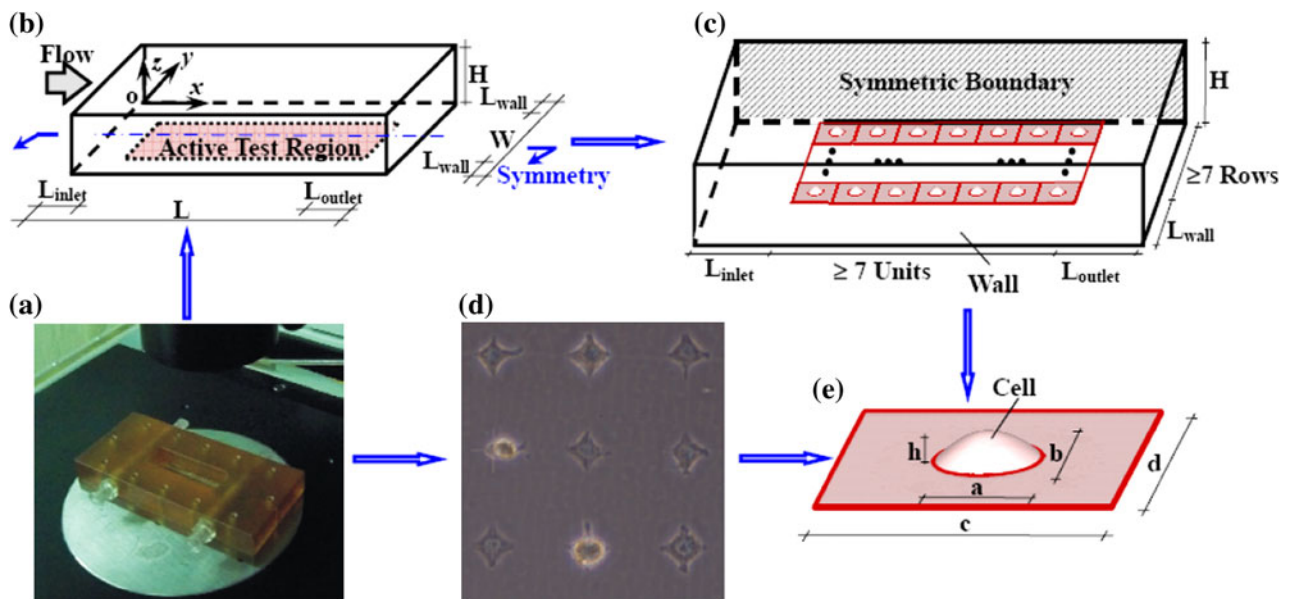 (b)
Flow
z
y
o
x
H
L_wall
W
Active Test Region
L_wall
Symmetry
L_inlet
L_outlet
L
(c)
Symmetric Boundary
H
≥7 Rows
L_wall
L_inlet
≥ 7 Units
L_outlet
Wall
(a)
(d)
(e)
Cell
h
b
d
a
c